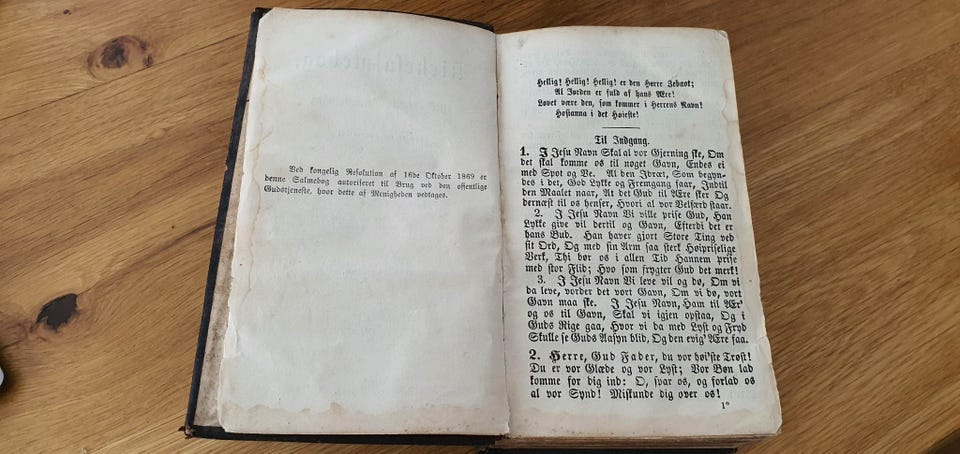 Ved kongelig Resolution af 16de Oktober 1869 er
denne Salmebog autoriseret til Brug ved den offentlige
Gudstjeneste, hvor dette af Menigheden vedtages.
Hellig! Hellig! Hellig! er den Herre Zebaot;
Al Jorden er fuld af hans Ære!
Lovet være den, som kommer i Herrens Navn!
Hosianna i det Høieste!
Til Indgang.
1. I Jesu Navn Skal al vor Gjerning ske, Om
det skal komme os til noget Gavn, Endes ei
med Spot og Ve. Al den Idræt, Som begyn-
des i det, God Lykke og Fremgang faar, Indtil
den Maalet naar, At det Gud til Ære sker Og
dernæst til os henser, Hvori al vor Velfærd staar.
2. I Jesu Navn Vi ville prise Gud, Han
Lykke give vil dertil og Gavn, Efterdi det er
hans Bud. Han haver gjort Store Ting ved
sit Ord, Og med sin Arm saa sterk Høipriselige
Verk, Thi bør os i allen Tid Hannem prise
med stor Flid; Hvo som frygter Gud det merk!
3. I Jesu Navn Vi leve vil og dø, Om vi
da leve, vorder det vort Gavn, Om vi dø, vort
Gavn maa ske. I Jesu Navn, Ham til Ær'
og os til Gavn, Skal vi igjen opstaa, Og i
Guds Rige gaa, Hvor vi da med Lyst og Fryd
Skulle se Guds Aasyn blid, Og den evig' Ære faa.
2. Herre, Gud Fader, du vor høi'ste Trøst!
Du er vor Glæde og vor Lyst; Vor Bøn lad
komme for dig ind: O, svar os, og forlad os
al vor Synd! Miskunde dig over os!
1*